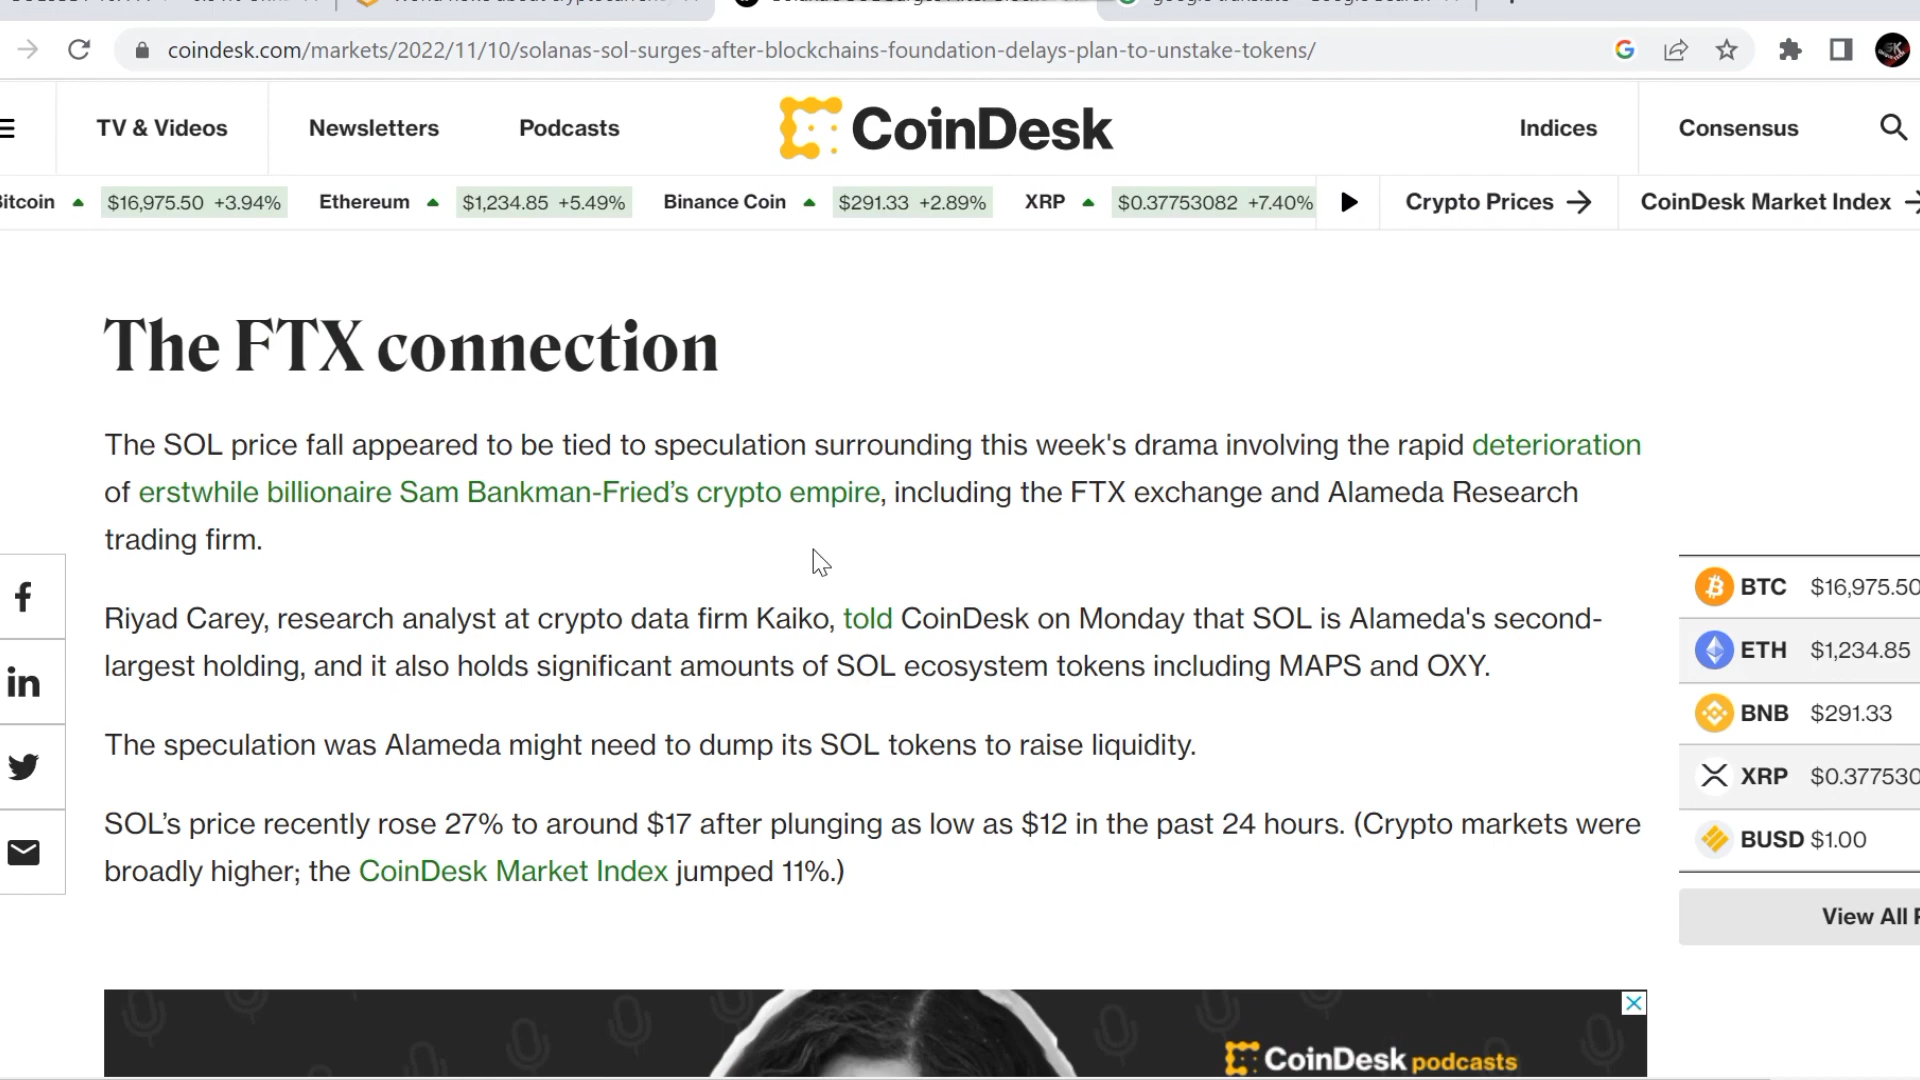 coindesk.com/markets/2022/11/10/solanas-sol-surges-after-blockchains-foundation-delays-plan-to-unstake-tokens/
TV & Videos Newsletters Podcasts CoinDesk Indices Consensus
Bitcoin $16,975.50 +3.94% Ethereum $1,234.85 +5.49% Binance Coin $291.33 +2.89% XRP $0.37753082 +7.40% Crypto Prices CoinDesk Market Index
The FTX connection
The SOL price fall appeared to be tied to speculation surrounding this week's drama involving the rapid deterioration
of erstwhile billionaire Sam Bankman-Fried’s crypto empire, including the FTX exchange and Alameda Research
trading firm.
Riyad Carey, research analyst at crypto data firm Kaiko, told CoinDesk on Monday that SOL is Alameda's second-
largest holding, and it also holds significant amounts of SOL ecosystem tokens including MAPS and OXY.
The speculation was Alameda might need to dump its SOL tokens to raise liquidity.
SOL’s price recently rose 27% to around $17 after plunging as low as $12 in the past 24 hours. (Crypto markets were
broadly higher; the CoinDesk Market Index jumped 11%.)
BTC $16,975.50
ETH $1,234.85
BNB $291.33
XRP $0.377530
BUSD $1.00
View All
CoinDesk podcasts